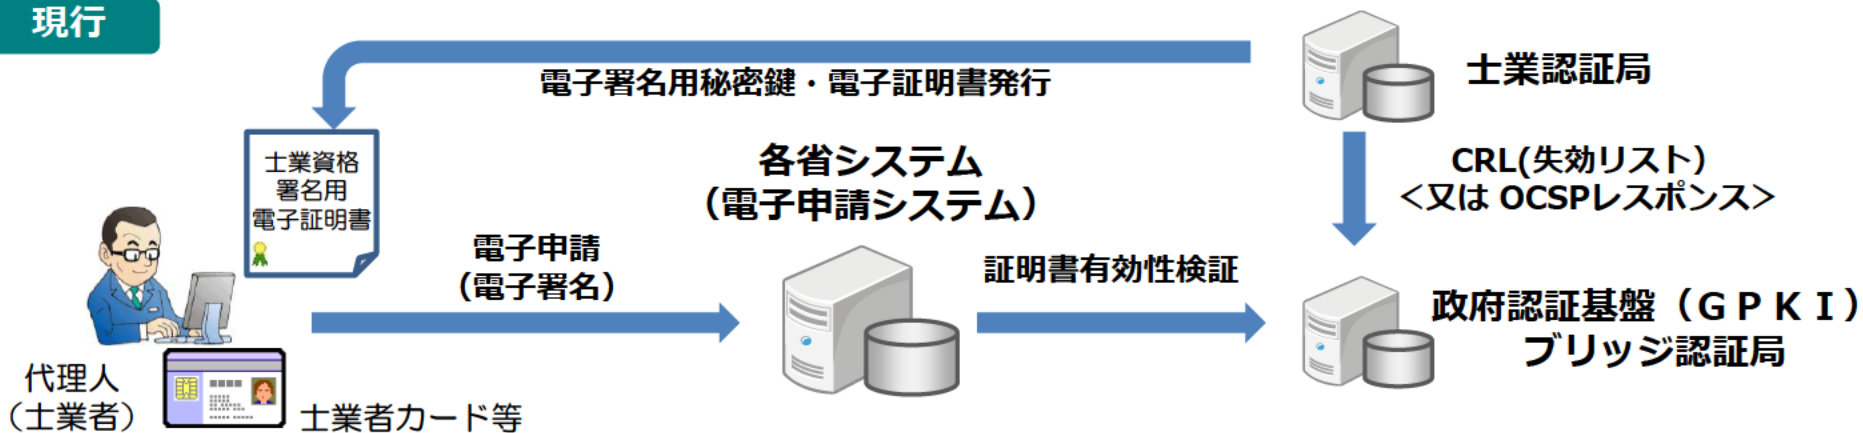 現行
電子署名用秘密鍵・電子証明書発行
士業認証局
士業資格
署名用
電子証明書
各省システム
（電子申請システム）
CRL(失効リスト）
＜又は OCSPレスポンス＞
電子申請
（電子署名）
証明書有効性検証
政府認証基盤（ＧＰＫＩ）
ブリッジ認証局
代理人
（士業者）
士業者カード等